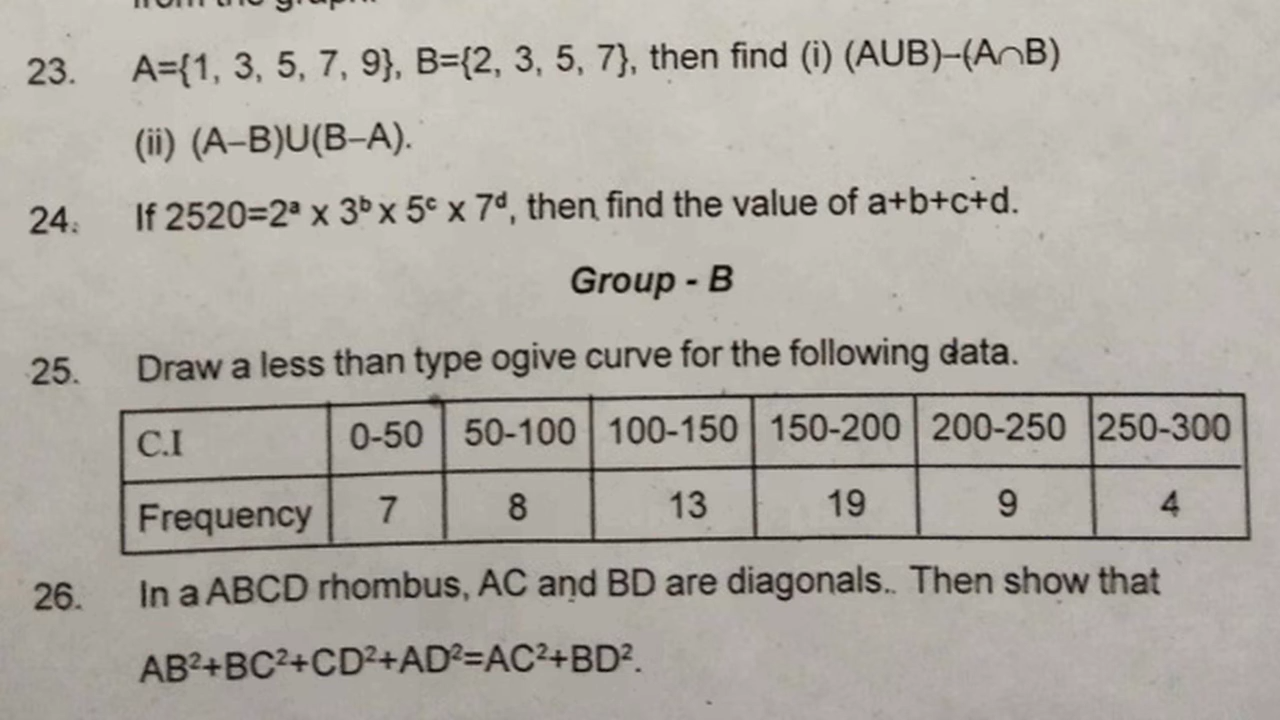 from the graph.
23. A={1, 3, 5, 7, 9}, B={2, 3, 5, 7}, then find (i) (AUB)–(A∩B)
(ii) (A–B)U(B–A).
24. If 2520=2ᵃ x 3ᵇ x 5ᶜ x 7ᵈ, then find the value of a+b+c+d.
Group - B
25. Draw a less than type ogive curve for the following data.
C.I 0-50 50-100 100-150 150-200 200-250 250-300
Frequency 7 8 13 19 9 4
26. In a ABCD rhombus, AC and BD are diagonals.. Then show that
AB²+BC²+CD²+AD²=AC²+BD².